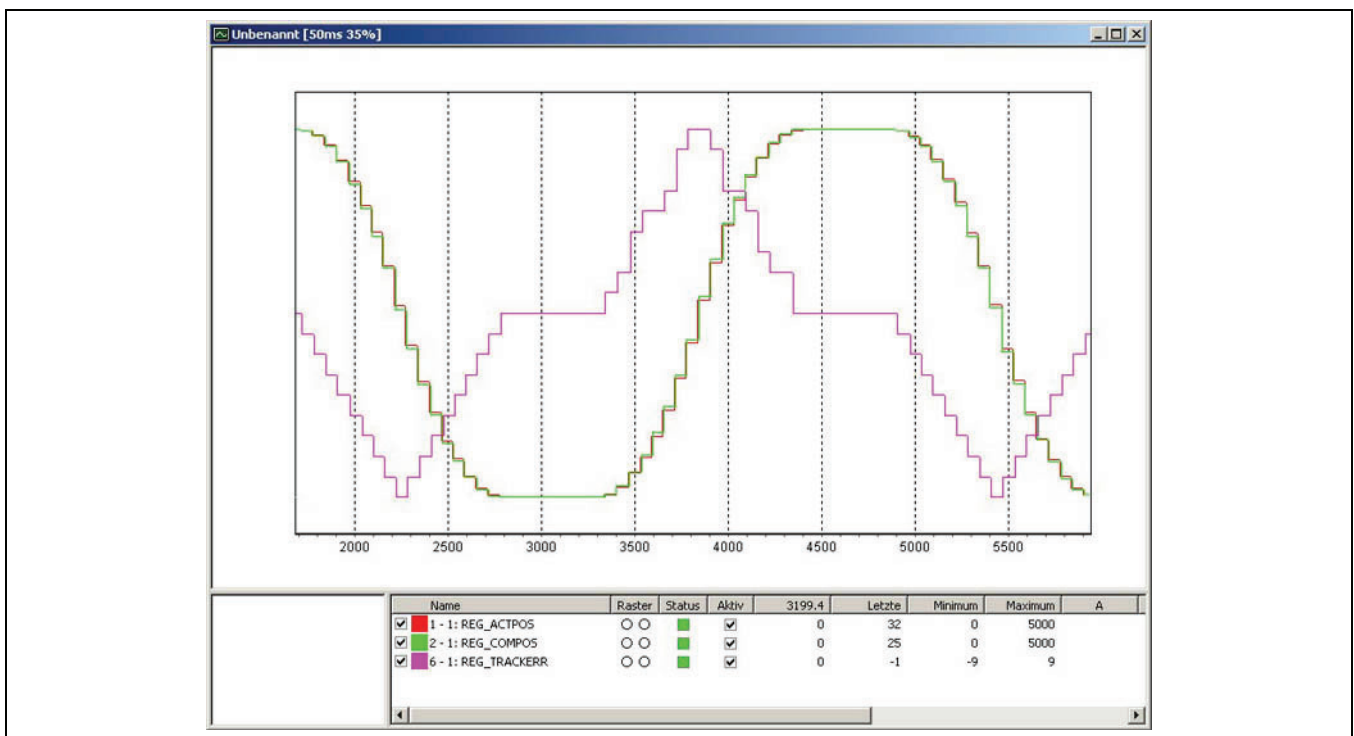 Unbenannt [50ms 35%]
2000 2500 3000 3500 4000 4500 5000 5500
Name Raster Status Aktiv 3199.4 Letzte Minimum Maximum A
1 - 1: REG_ACTPOS 0 32 0 5000
2 - 1: REG_COMPOS 0 25 0 5000
6 - 1: REG_TRACKERR 0 -1 -9 9